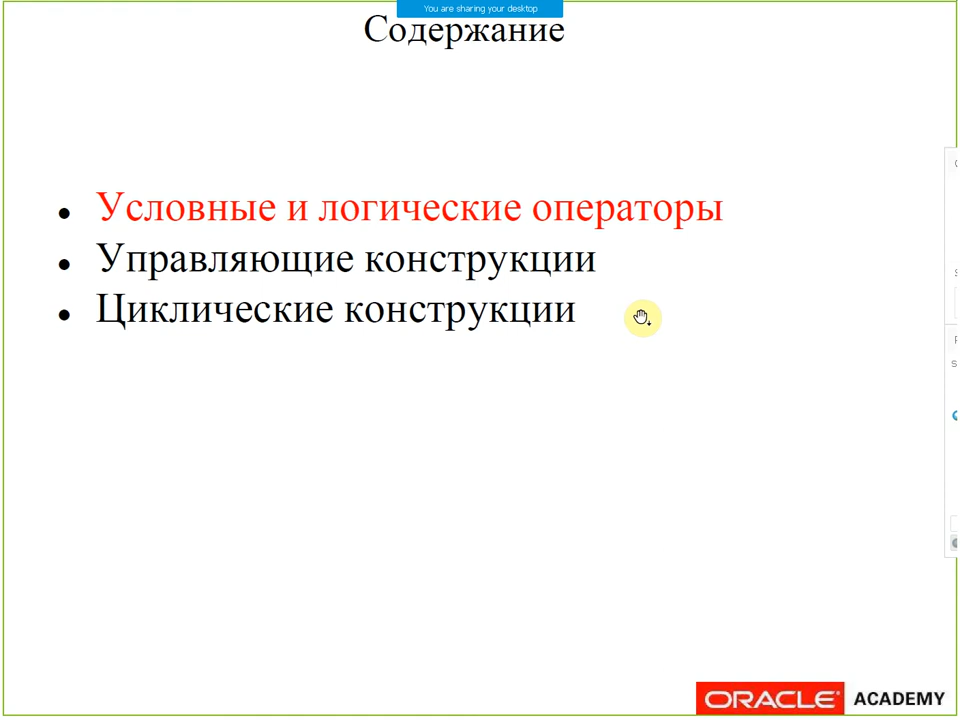 You are sharing your desktop
Содержание
• Условные и логические операторы
• Управляющие конструкции
• Циклические конструкции
ORACLE ACADEMY